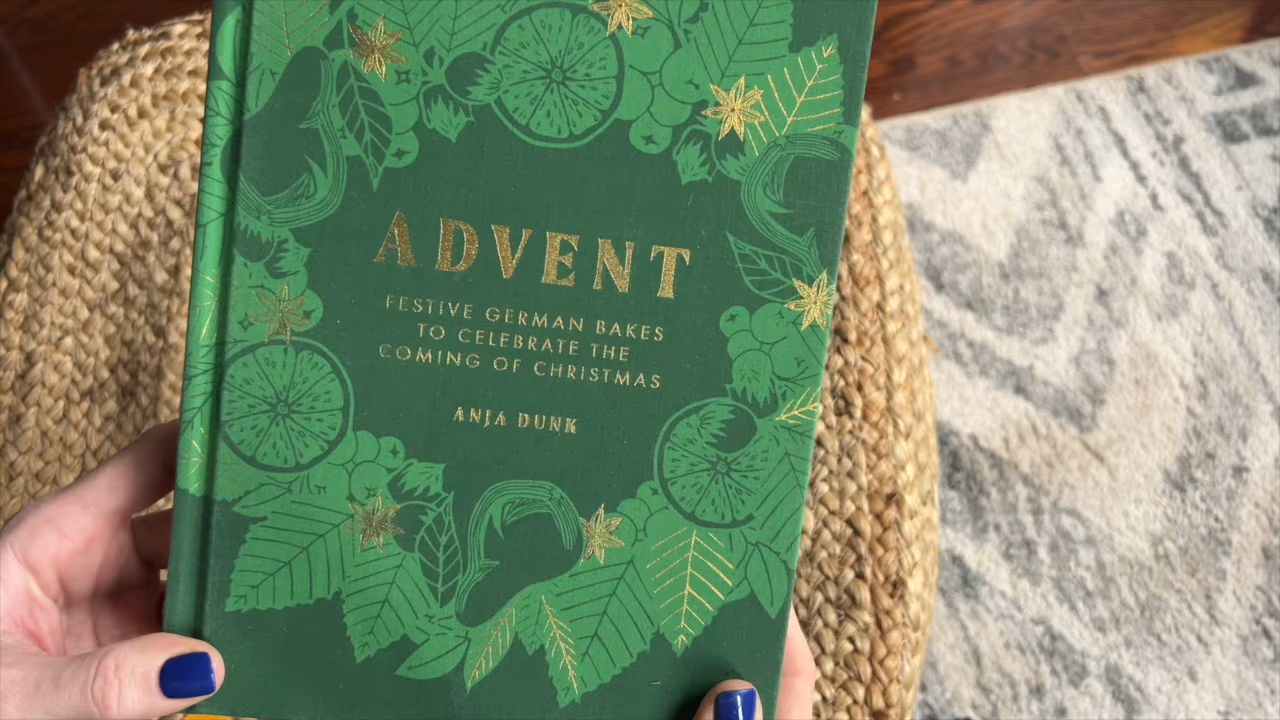 ADVENT
FESTIVE GERMAN BAKES
TO CELEBRATE THE
COMING OF CHRISTMAS
ANJA DUNK